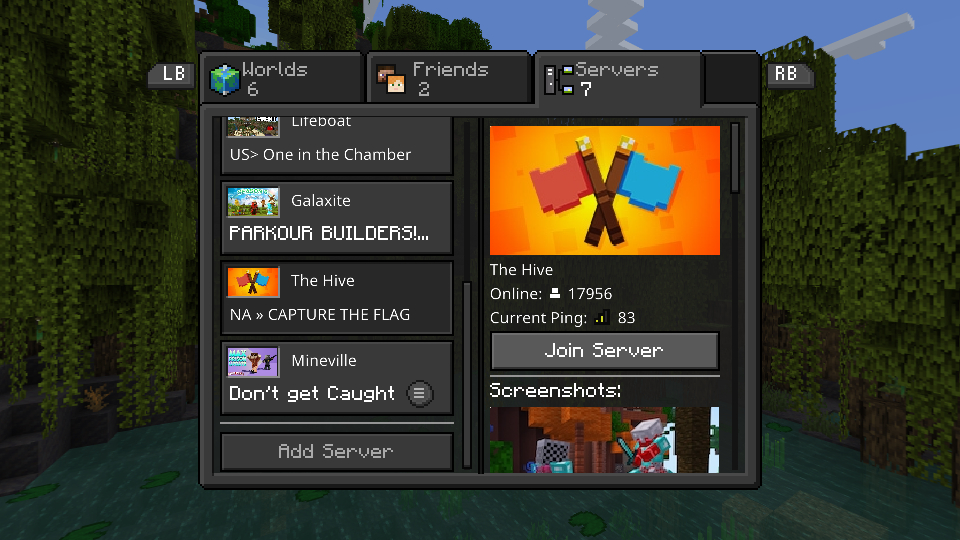 LB
Worlds
6
Friends
2
Servers
7
RB
Lifeboat
US> One in the Chamber
Galaxite
PARKOUR BUILDERS!...
The Hive
NA » CAPTURE THE FLAG
Mineville
Don't get Caught
Add Server
The Hive
Online: 17956
Current Ping: 83
Join Server
Screenshots: